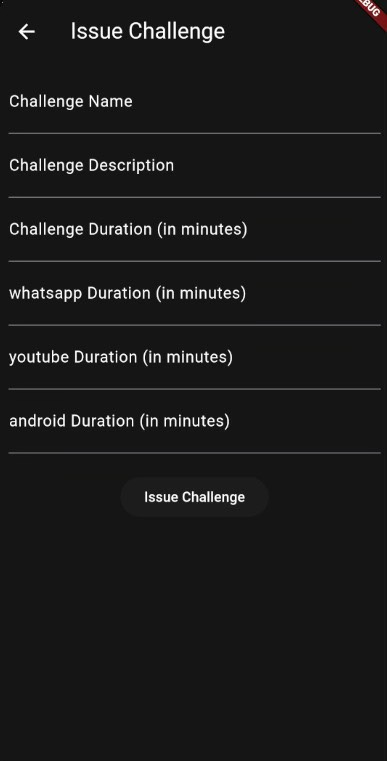 Issue Challenge
Challenge Name
Challenge Description
Challenge Duration (in minutes)
whatsapp Duration (in minutes)
youtube Duration (in minutes)
android Duration (in minutes)
Issue Challenge